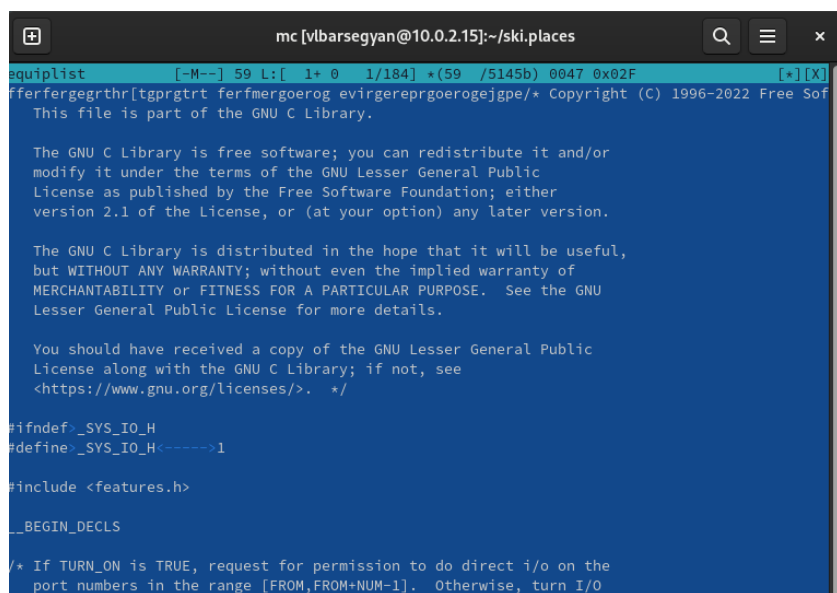 mc [vlbarsegyan@10.0.2.15]:~/ski.places
equiplist [-M--] 59 L:[ 1+ 0 1/184] *(59 /5145b) 0047 0x02F [*][X]
fferfergegrthr[tgprgtrt ferfmergoerog evirgereprgoerogejgpe/* Copyright (C) 1996-2022 Free Sof
This file is part of the GNU C Library.
The GNU C Library is free software; you can redistribute it and/or
modify it under the terms of the GNU Lesser General Public
License as published by the Free Software Foundation; either
version 2.1 of the License, or (at your option) any later version.
The GNU C Library is distributed in the hope that it will be useful,
but WITHOUT ANY WARRANTY; without even the implied warranty of
MERCHANTABILITY or FITNESS FOR A PARTICULAR PURPOSE. See the GNU
Lesser General Public License for more details.
You should have received a copy of the GNU Lesser General Public
License along with the GNU C Library; if not, see
<https://www.gnu.org/licenses/>. */
#ifndef>_SYS_IO_H
#define>_SYS_IO_H<----->1
#include <features.h>
__BEGIN_DECLS
/* If TURN_ON is TRUE, request for permission to do direct i/o on the
port numbers in the range [FROM,FROM+NUM-1]. Otherwise, turn I/O